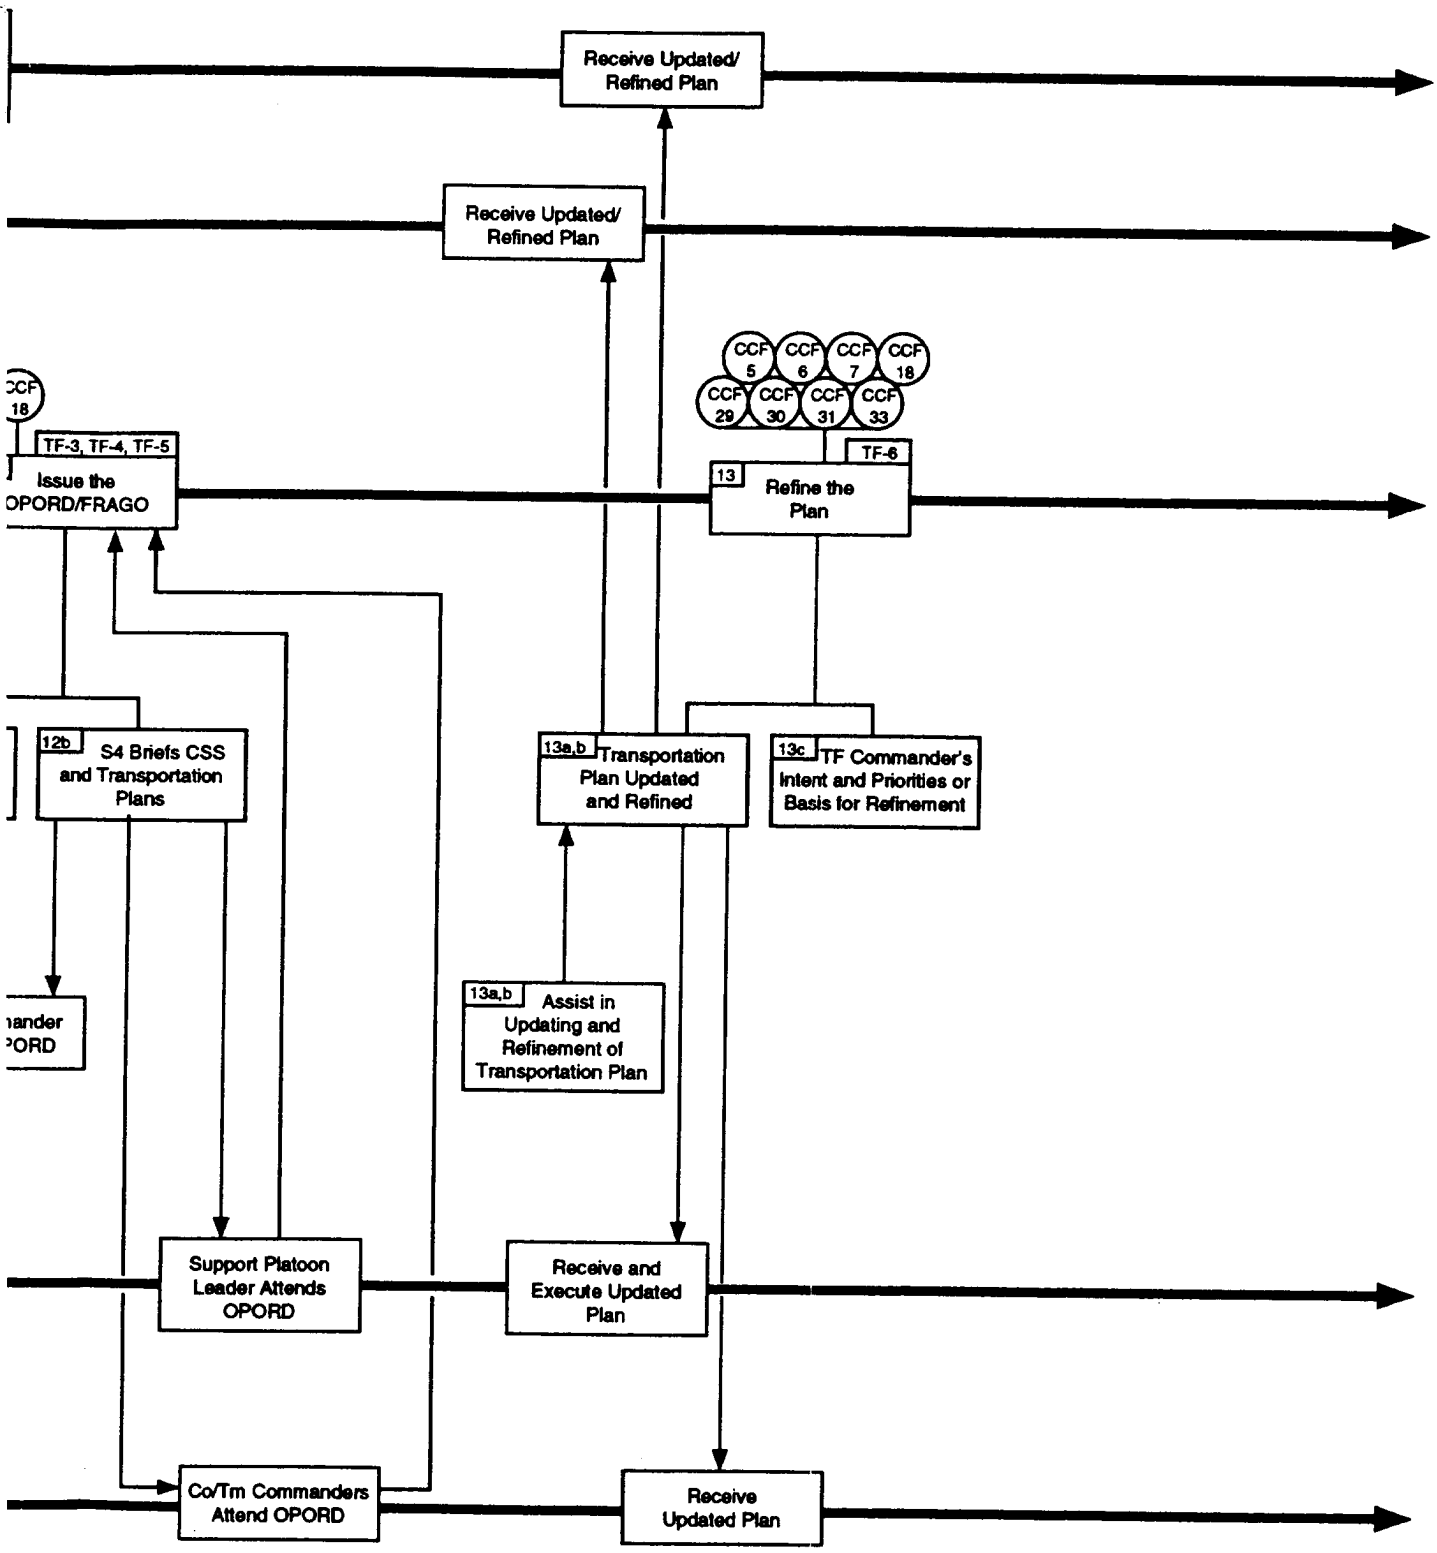 Receive Updated/
Refined Plan
Receive Updated/
Refined Plan
CCF
5
CCF
6
CCF
7
CCF
18
CCF
29
CCF
30
CCF
31
CCF
33
CCF
18
TF-3, TF-4, TF-5
Issue the
OPORD/FRAGO
TF-6
13
Refine the
Plan
12b
S4 Briefs CSS
and Transportation
Plans
13a,b
Transportation
Plan Updated
and Refined
13c
TF Commander's
Intent and Priorities or
Basis for Refinement
13a,b
Assist in
Updating and
Refinement of
Transportation Plan
mander
PORD
Support Platoon
Leader Attends
OPORD
Receive and
Execute Updated
Plan
Co/Tm Commanders
Attend OPORD
Receive
Updated Plan